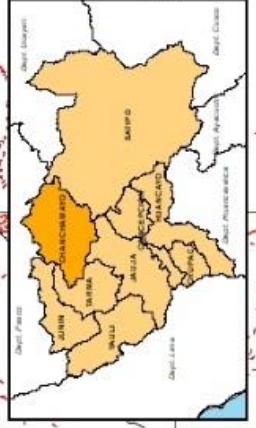 Dept. Ucayali
Dept. Cusco
SATIPO
Dept. Ayacucho
CHANCHAMAYO
CONCEPCION
HUANCAYO
Dept. Huancavelica
Dept. Pasco
JUNIN
TARMA
JAUJA
CHUPACA
YAULI
Dept. Lima